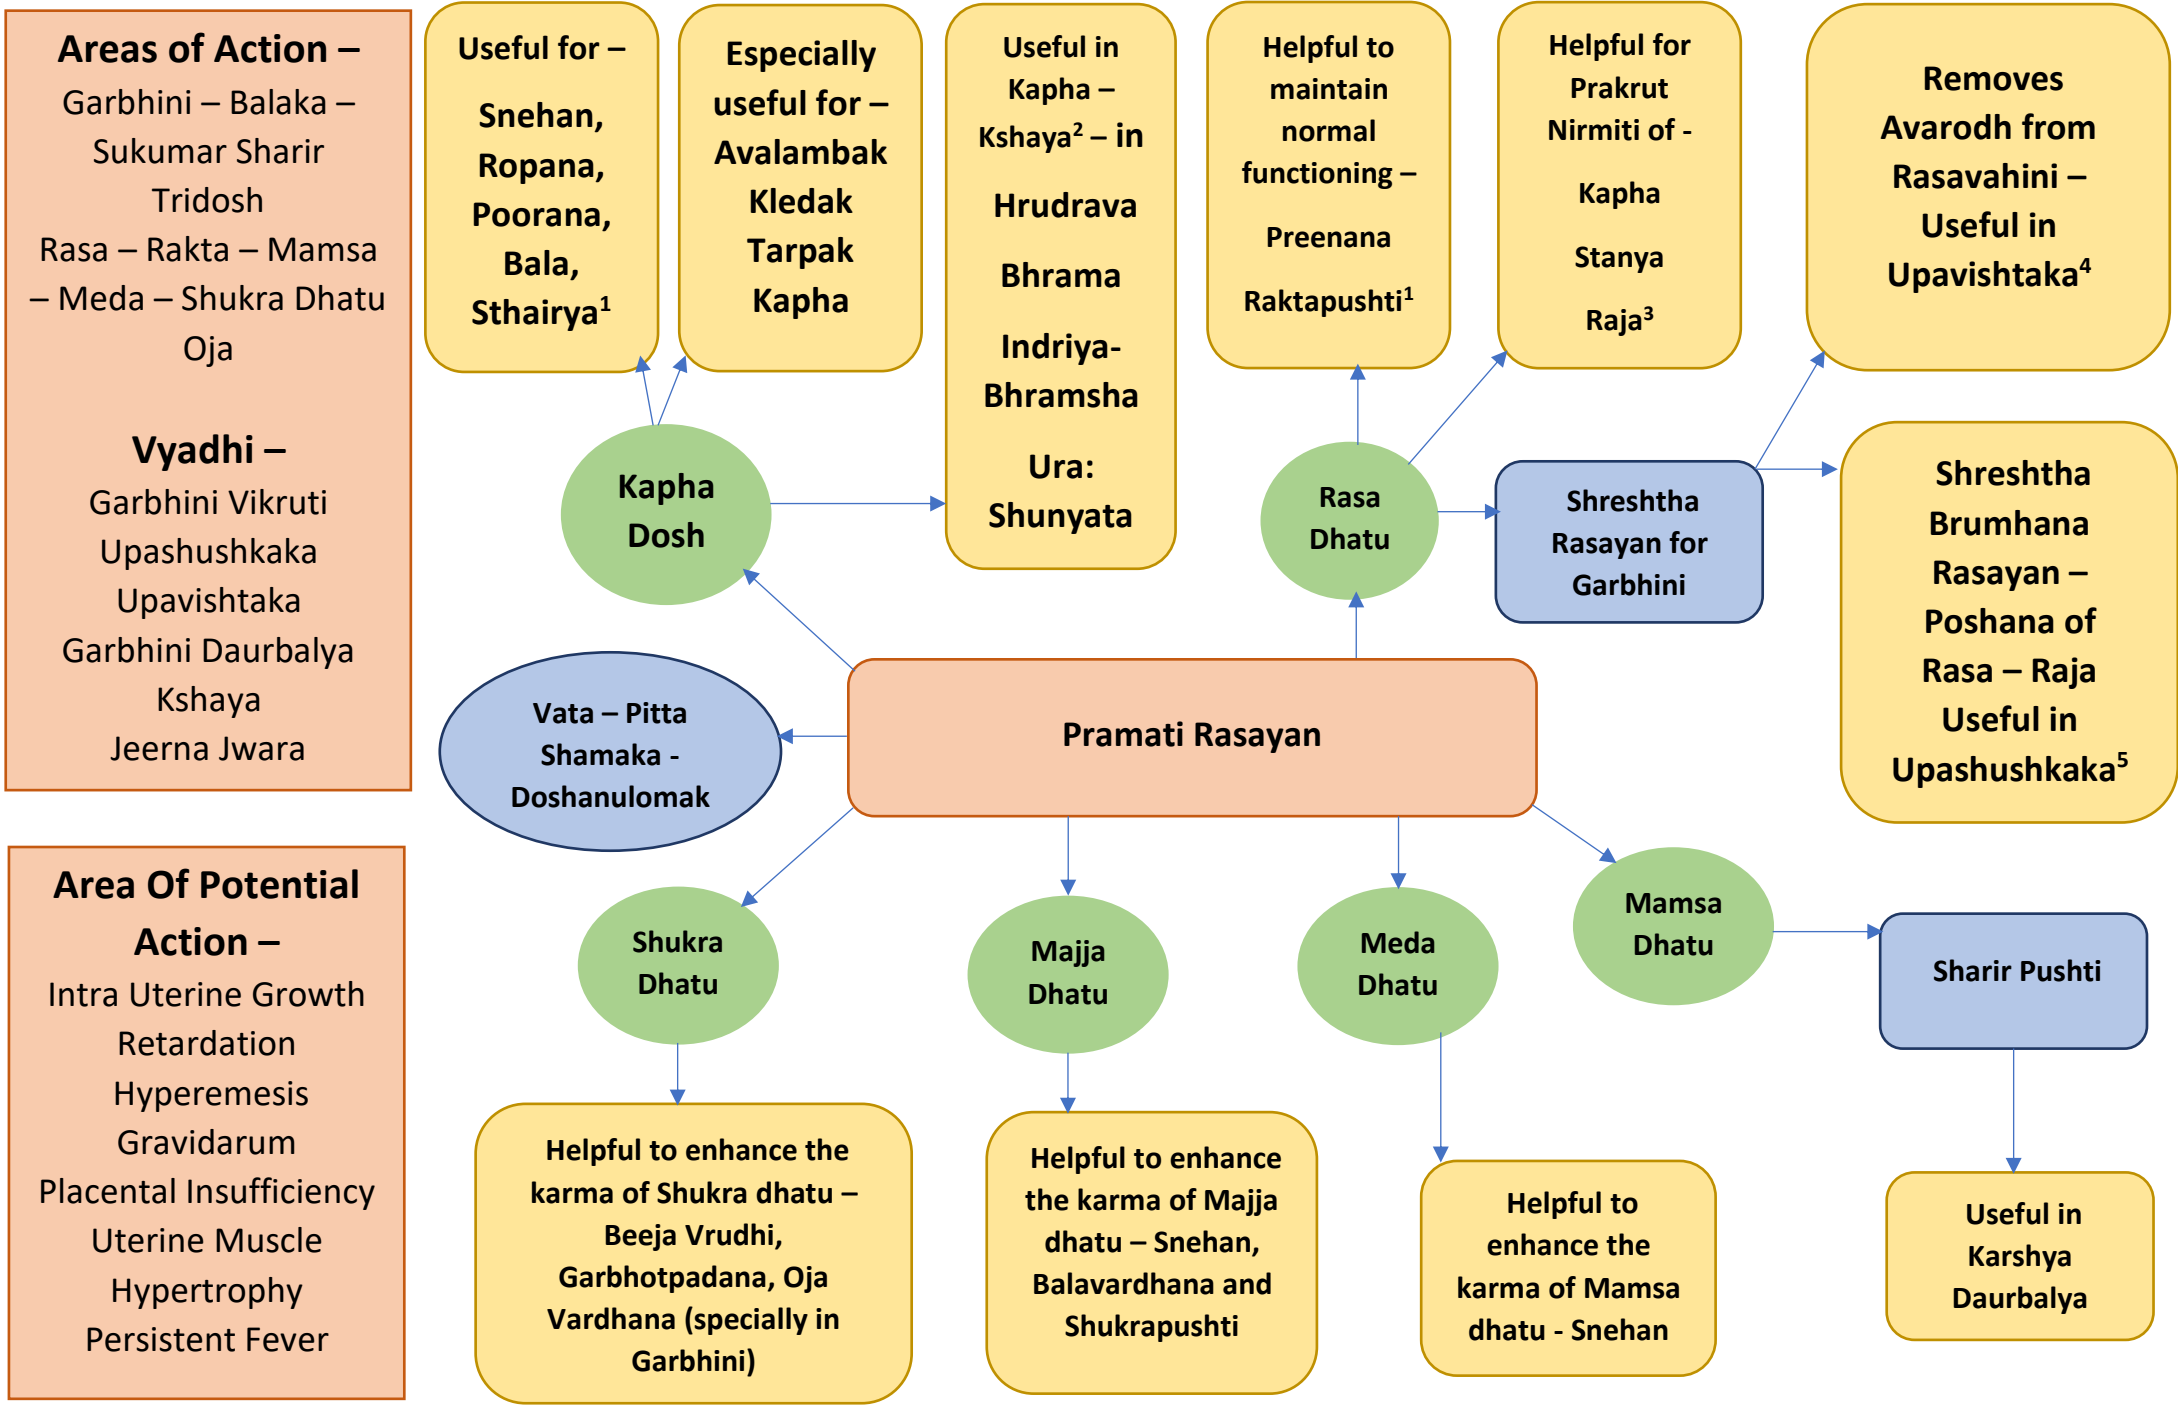 Areas of Action –
Garbhini – Balaka –
Sukumar Sharir
Tridosh
Rasa – Rakta – Mamsa
– Meda – Shukra Dhatu
Oja
Vyadhi –
Garbhini Vikruti
Upashushkaka
Upavishtaka
Garbhini Daurbalya
Kshaya
Jeerna Jwara
Area Of Potential
Action –
Intra Uterine Growth
Retardation
Hyperemesis
Gravidarum
Placental Insufficiency
Uterine Muscle
Hypertrophy
Persistent Fever
Useful for –
Snehan,
Ropana,
Poorana,
Bala,
Sthairya¹
Especially
useful for –
Avalambak
Kledak
Tarpak
Kapha
Useful in
Kapha –
Kshaya² – in
Hrudrava
Bhrama
Indriya-
Bhramsha
Ura:
Shunyata
Helpful to
maintain
normal
functioning –
Preenana
Raktapushti¹
Helpful for
Prakrut
Nirmiti of -
Kapha
Stanya
Raja³
Removes
Avarodh from
Rasavahini –
Useful in
Upavishtaka⁴
Kapha
Dosh
Rasa
Dhatu
Shreshtha
Rasayan for
Garbhini
Shreshtha
Brumhana
Rasayan –
Poshana of
Rasa – Raja
Useful in
Upashushkaka⁵
Vata – Pitta
Shamaka -
Doshanulomak
Pramati Rasayan
Shukra
Dhatu
Majja
Dhatu
Meda
Dhatu
Mamsa
Dhatu
Sharir Pushti
Helpful to enhance the
karma of Shukra dhatu –
Beeja Vrudhi,
Garbhotpadana, Oja
Vardhana (specially in
Garbhini)
Helpful to enhance
the karma of Majja
dhatu – Snehan,
Balavardhana and
Shukrapushti
Helpful to
enhance the
karma of Mamsa
dhatu - Snehan
Useful in
Karshya
Daurbalya